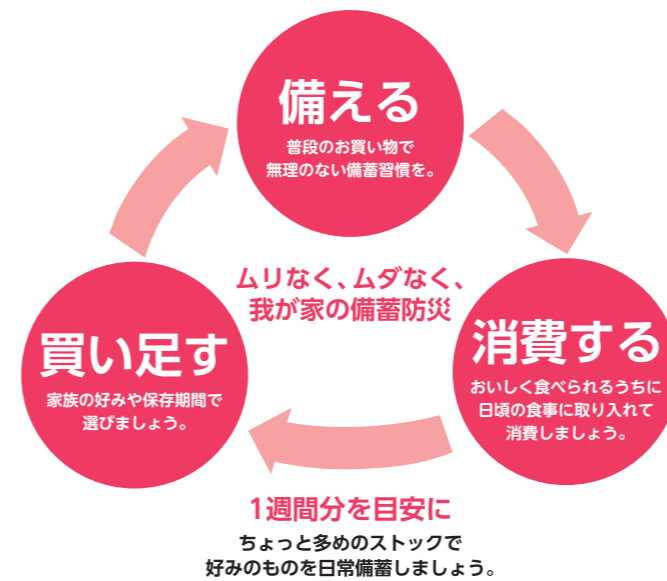 備える
普段のお買い物で
無理のない備蓄習慣を。
ムリなく、ムダなく、
我が家の備蓄防災
買い足す
家族の好みや保存期間で
選びましょう。
消費する
おいしく食べられるうちに
日頃の食事に取り入れて
消費しましょう。
1週間分を目安に
ちょっと多めのストックで
好みのものを日常備蓄しましょう。